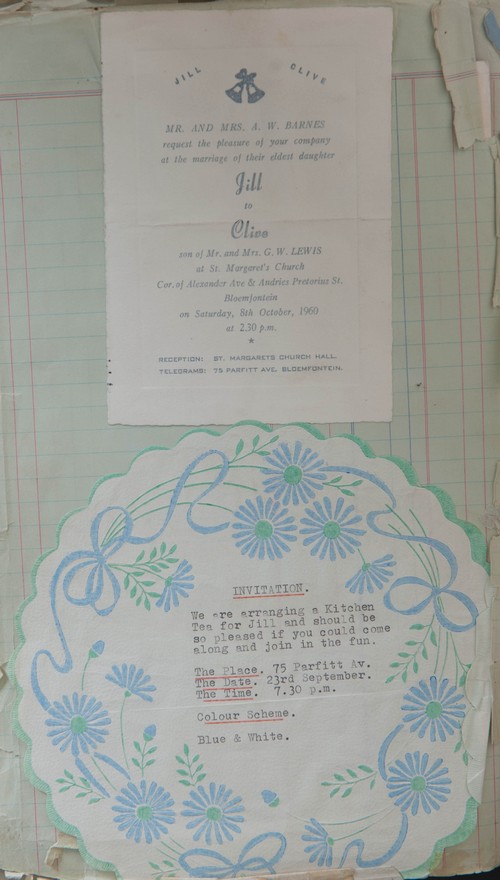 JILL CLIVE
MR. AND MRS. A. W. BARNES
request the pleasure of your company
at the marriage of their eldest daughter
Jill
to
Clive
son of Mr. and Mrs. G. W. LEWIS
at St. Margaret's Church
Cor. of Alexander Ave & Andries Pretorius St.
Bloemfontein
on Saturday, 8th October, 1960
at 2.30 p.m.
*
RECEPTION: ST. MARGARETS CHURCH HALL.
TELEGRAMS: 75 PARFITT AVE, BLOEMFONTEIN.
INVITATION.
We are arranging a Kitchen
Tea for Jill and should be
so pleased if you could come
along and join in the fun.
The Place. 75 Parfitt Av.
The Date. 23rd September.
The Time. 7.30 p.m.
Colour Scheme.
Blue & White.